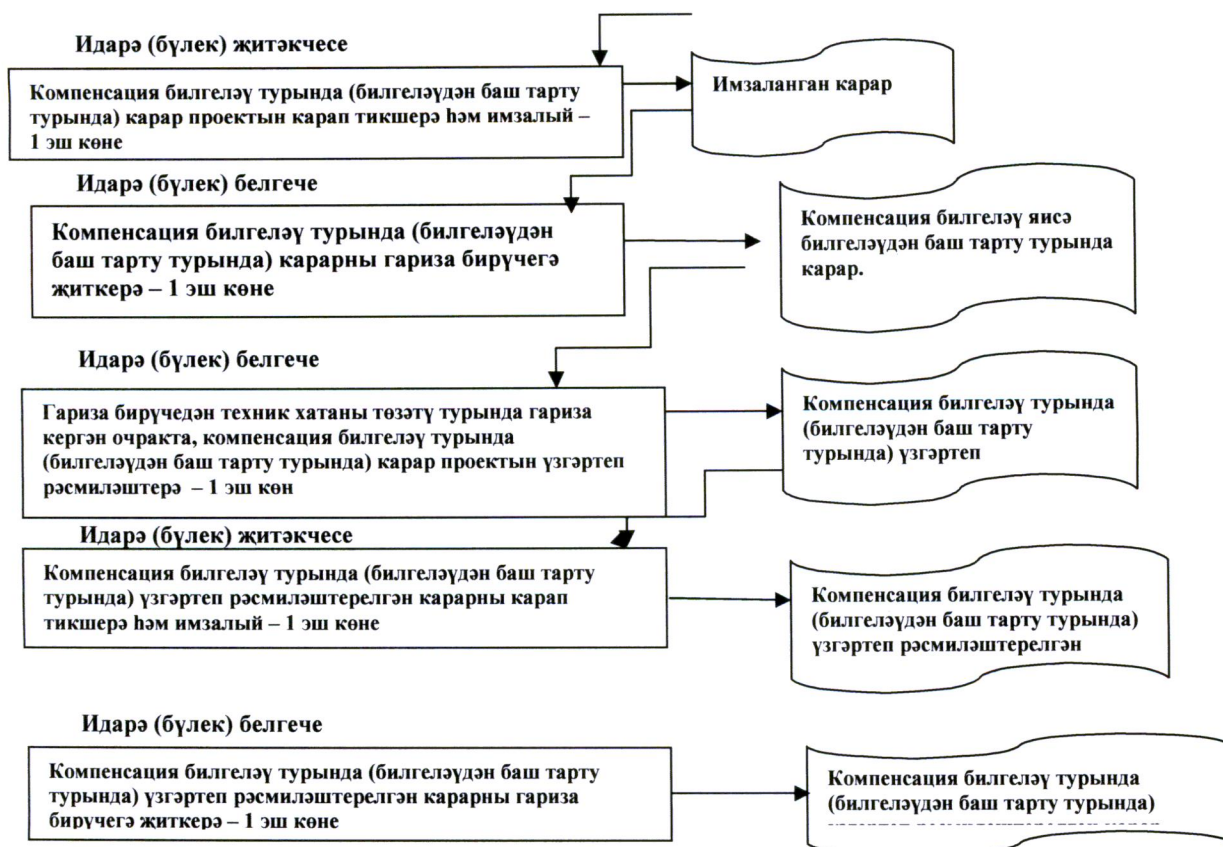 Идарә (бүлек) җитәкчесе
Компенсация билгеләү турында (билгеләүдән баш тарту
турында) карар проектын карап тикшерә һәм имзалый –
1 эш көне
Имзаланган карар
Идарә (бүлек) белгече
Компенсация билгеләү турында (билгеләүдән
баш тарту турында) карарны гариза бирүчегә
җиткерә – 1 эш көне
Компенсация билгеләү яисә
билгеләүдән баш тарту турында
карар.
Идарә (бүлек) белгече
Гариза бирүчедән техник хатаны төзәтү турында гариза
кергән очракта, компенсация билгеләү турында
(билгеләүдән баш тарту турында) карар проектын үзгәртеп
рәсмиләштерә – 1 эш көн
Компенсация билгеләү турында
(билгеләүдән баш тарту
турында) үзгәртеп
Идарә (бүлек) җитәкчесе
Компенсация билгеләү турында (билгеләүдән баш тарту
турында) үзгәртеп рәсмиләштерелгән карарны карап
тикшерә һәм имзалый – 1 эш көне
Компенсация билгеләү турында
(билгеләүдән баш тарту турында)
үзгәртеп рәсмиләштерелгән
Идарә (бүлек) белгече
Компенсация билгеләү турында (билгеләүдән баш тарту
турында) үзгәртеп рәсмиләштерелгән карарны гариза
бирүчегә җиткерә – 1 эш көне
Компенсация билгеләү турында
(билгеләүдән баш тарту турында)